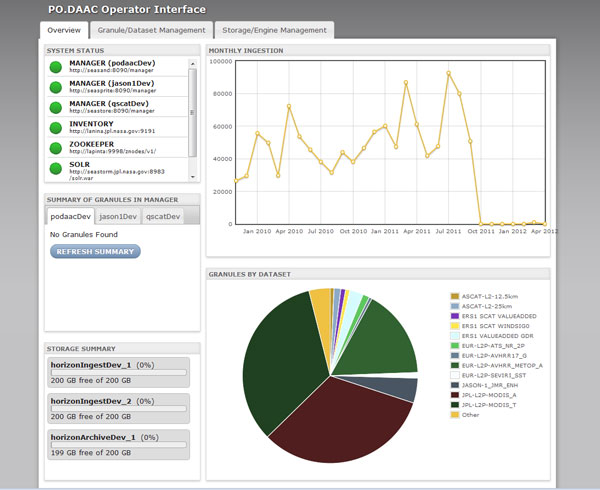 PO.DAAC Operator Interface
Overview
Granule/Dataset Management
Storage/Engine Management
SYSTEM STATUS
MANAGER (podaacDev)
http://seasand:8090/manager
MANAGER (jason1Dev)
http://seasprite:8090/manager
MANAGER (qscatDev)
http://seastore:8090/manager
INVENTORY
http://lanina.jpl.nasa.gov:9191
ZOOKEEPER
http://lapinta:9998/znodes/v1/
SOLR
http://seastorm.jpl.nasa.gov:8983
/solr.war
SUMMARY OF GRANULES IN MANAGER
podaacDev
jason1Dev
qscatDev
No Granules Found
REFRESH SUMMARY
STORAGE SUMMARY
horizonIngestDev_1 (0%)
200 GB free of 200 GB
horizonIngestDev_2 (0%)
200 GB free of 200 GB
horizonArchiveDev_1 (0%)
199 GB free of 200 GB
MONTHLY INGESTION
100000
80000
60000
40000
20000
0
Jan 2010
Apr 2010
Jul 2010
Oct 2010
Jan 2011
Apr 2011
Jul 2011
Oct 2011
Jan 2012
Apr 2012
GRANULES BY DATASET
ASCAT-L2-12.5km
ASCAT-L2-25km
ERS1 SCAT VALUEADDED
ERS1 SCAT WINDSIG0
ERS1 VALUEADDED GDR
EUR-L2P-ATS_NR_2P
EUR-L2P-AVHRR17_G
EUR-L2P-AVHRR_METOP_A
EUR-L2P-SEVIRI_SST
JASON-1_JMR_ENH
JPL-L2P-MODIS_A
JPL-L2P-MODIS_T
Other